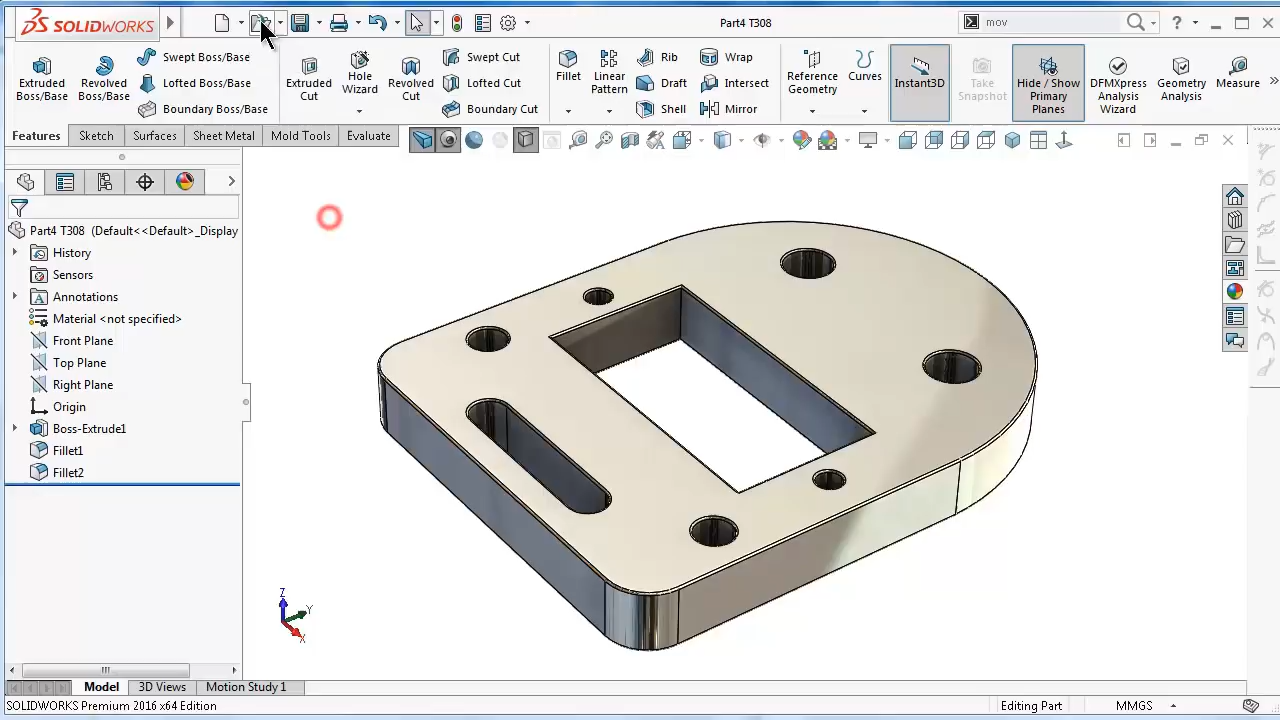 SOLIDWORKS
Part4 T308
mov
Extruded Boss/Base
Revolved Boss/Base
Swept Boss/Base
Lofted Boss/Base
Boundary Boss/Base
Extruded Cut
Hole Wizard
Revolved Cut
Swept Cut
Lofted Cut
Boundary Cut
Fillet
Linear Pattern
Rib
Draft
Shell
Wrap
Intersect
Mirror
Reference Geometry
Curves
Instant3D
Take Snapshot
Hide / Show Primary Planes
DFMXpress Analysis Wizard
Geometry Analysis
Measure
Features
Sketch
Surfaces
Sheet Metal
Mold Tools
Evaluate
Part4 T308 (Default<<Default>_Display
History
Sensors
Annotations
Material <not specified>
Front Plane
Top Plane
Right Plane
Origin
Boss-Extrude1
Fillet1
Fillet2
Z
Y
X
Model
3D Views
Motion Study 1
SOLIDWORKS Premium 2016 x64 Edition
Editing Part
MMGS